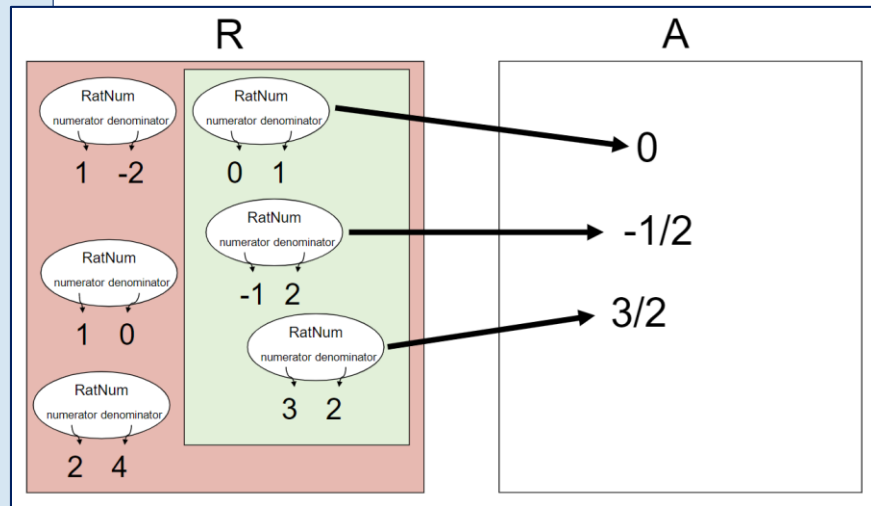 R
A
RatNum
numerator denominator
1 -2
RatNum
numerator denominator
0 1
0
RatNum
numerator denominator
-1 2
-1/2
RatNum
numerator denominator
1 0
RatNum
numerator denominator
3 2
3/2
RatNum
numerator denominator
2 4